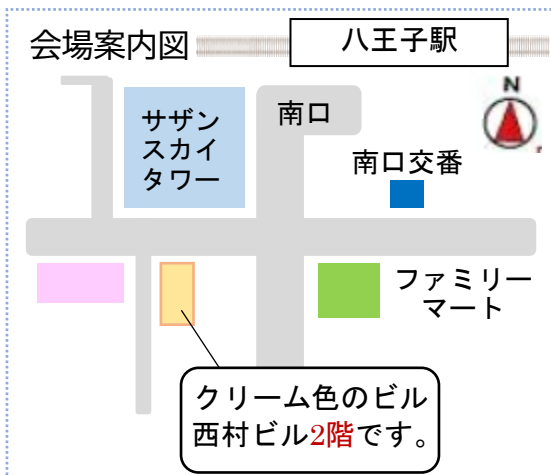 会場案内図
八王子駅
サザン
スカイ
タワー
南口
N
南口交番
ファミリー
マート
クリーム色のビル
西村ビル2階です。